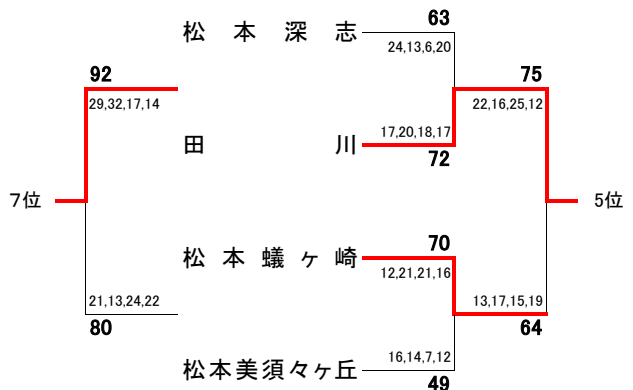 松本深志 63
24,13,6,20
92 75
29,32,17,14 22,16,25,12
17,20,18,17
田川 72
7位 5位
70
松本蟻ヶ崎
12,21,21,16
21,13,24,22 13,17,15,19
80 64
16,14,7,12
松本美須々ヶ丘 49